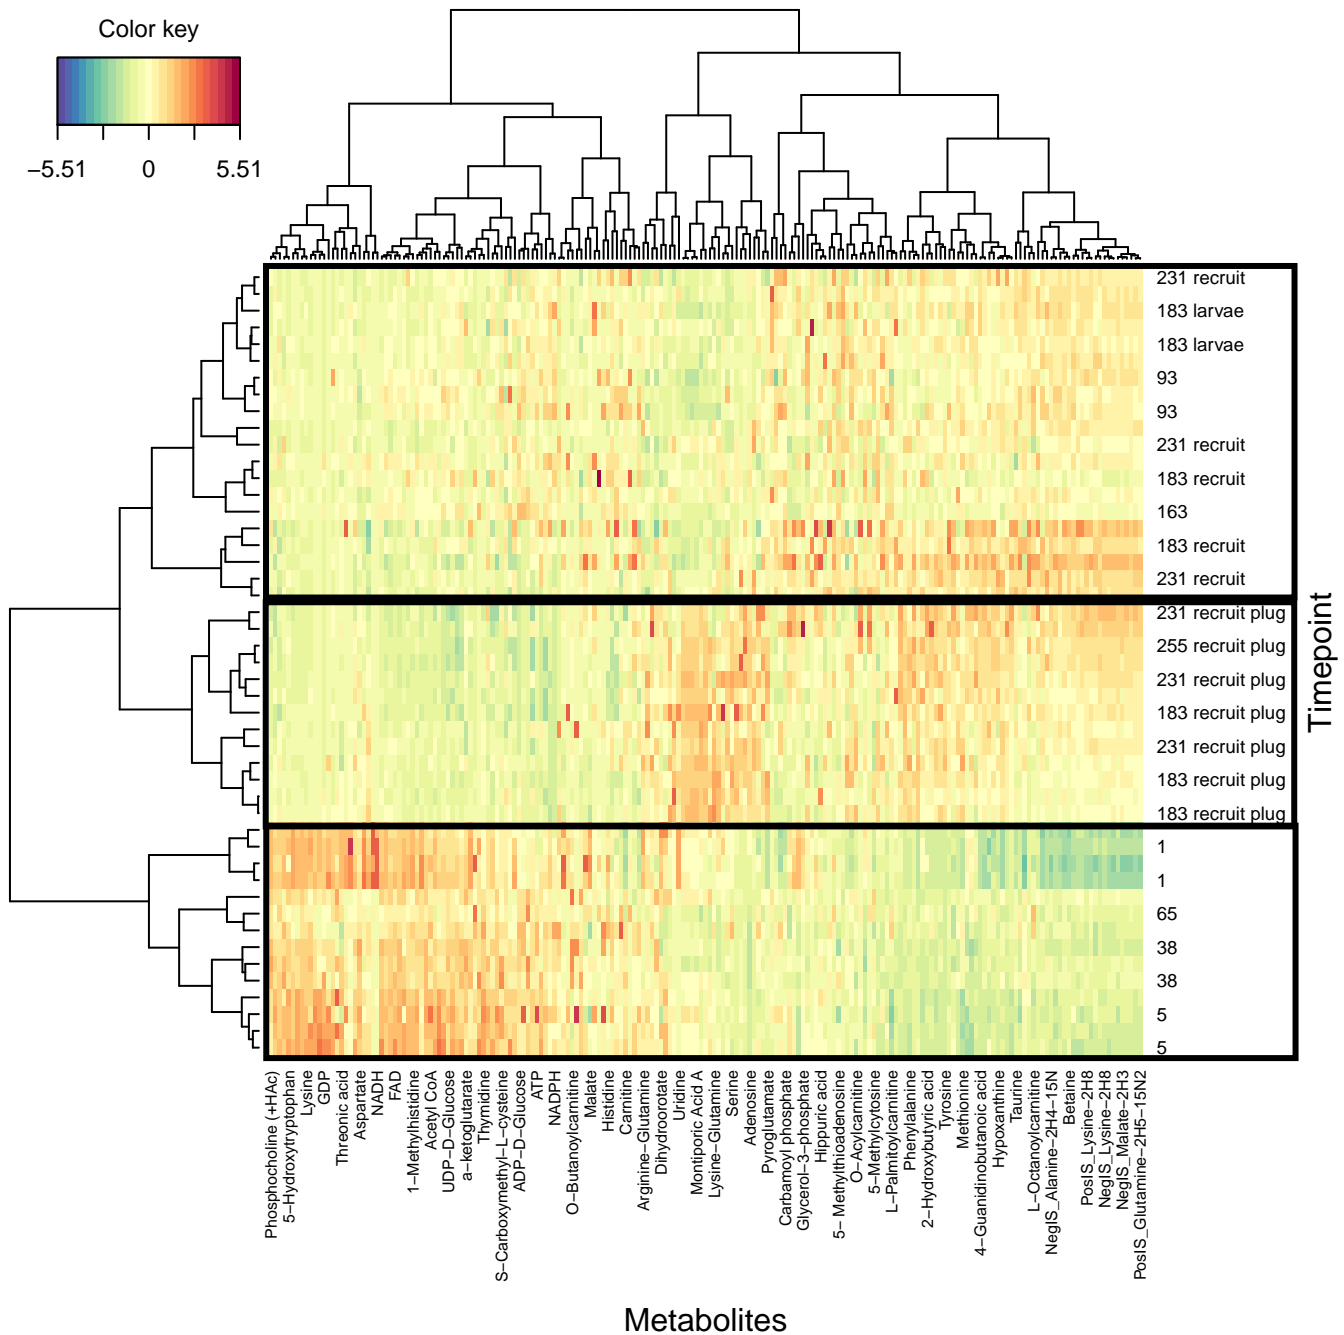 Color key
−5.51 0 5.51
231 recruit
183 larvae
183 larvae
93
93
231 recruit
183 recruit
163
183 recruit
231 recruit
231 recruit plug
255 recruit plug
231 recruit plug
183 recruit plug
231 recruit plug
183 recruit plug
183 recruit plug
1
1
65
38
38
5
5
Timepoint
Phosphocholine (+HAc)
5−Hydroxytryptophan
Lysine
GDP
Threonic acid
Aspartate
NADH
FAD
1−Methylhistidine
Acetyl CoA
UDP−D−Glucose
a−ketoglutarate
Thymidine
S−Carboxymethyl−L−cysteine
ADP−D−Glucose
ATP
NADPH
O−Butanoylcarnitine
Malate
Histidine
Carnitine
Arginine−Glutamine
Dihydroorotate
Uridine
Montiporic Acid A
Lysine−Glutamine
Serine
Adenosine
Pyroglutamate
Carbamoyl phosphate
Glycerol−3−phosphate
Hippuric acid
5− Methylthioadenosine
O−Acylcarnitine
5−Methylcytosine
L−Palmitoylcarnitine
Phenylalanine
2−Hydroxybutyric acid
Tyrosine
Methionine
4−Guanidinobutanoic acid
Hypoxanthine
Taurine
L−Octanoylcarnitine
NegIS_Alanine−2H4−15N
Betaine
PosIS_Lysine−2H8
NegIS_Lysine−2H8
NegIS_Malate−2H3
PosIS_Glutamine−2H5−15N2
Metabolites